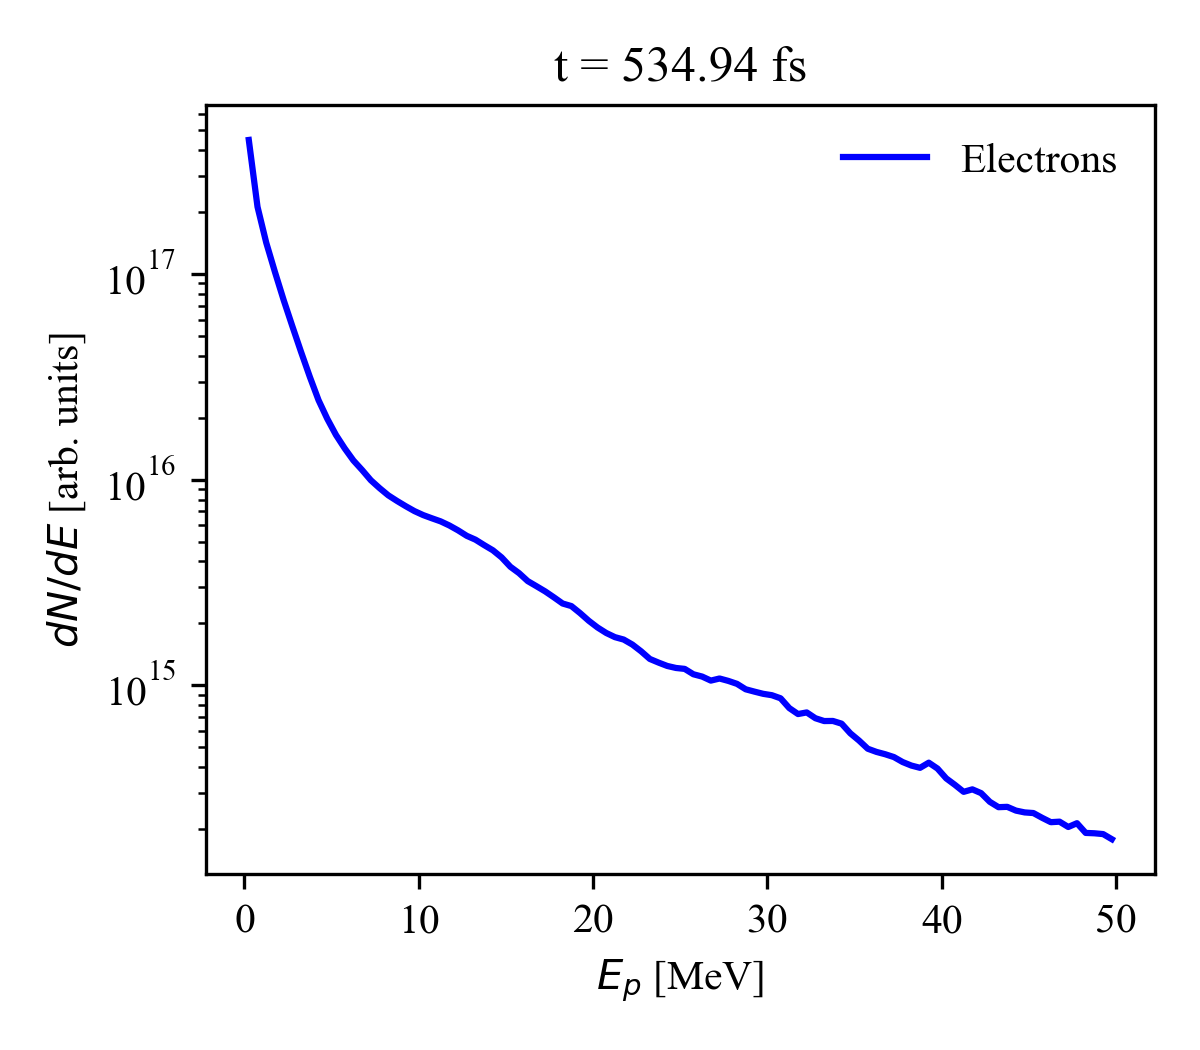 t = 534.94 fs
Electrons
10^17
10^16
10^15
dN/dE [arb. units]
0 10 20 30 40 50
E_p [MeV]